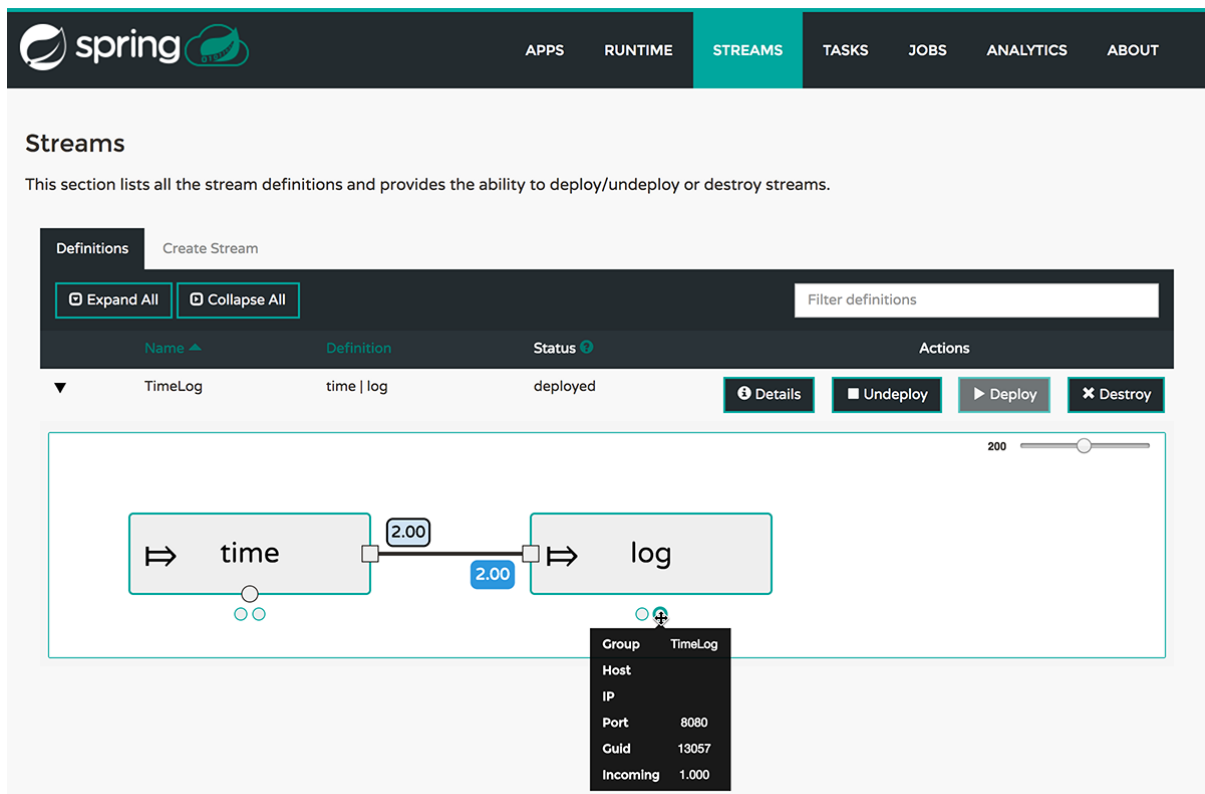 spring
APPS RUNTIME STREAMS TASKS JOBS ANALYTICS ABOUT
Streams
This section lists all the stream definitions and provides the ability to deploy/undeploy or destroy streams.
Definitions Create Stream
Expand All Collapse All Filter definitions
Name Definition Status ? Actions
TimeLog time | log deployed Details Undeploy Deploy Destroy
200
time 2.00 log
2.00
Group TimeLog
Host
IP
Port 8080
Guid 13057
Incoming 1.000